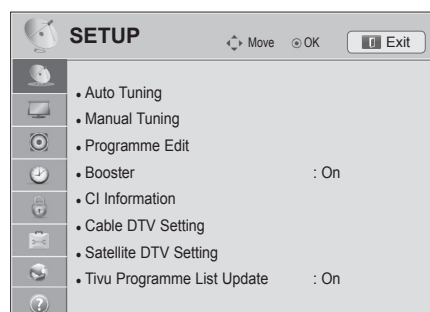 SETUP
Move OK Exit
• Auto Tuning
• Manual Tuning
• Programme Edit
• Booster : On
• CI Information
• Cable DTV Setting
• Satellite DTV Setting
• Tivu Programme List Update : On
?